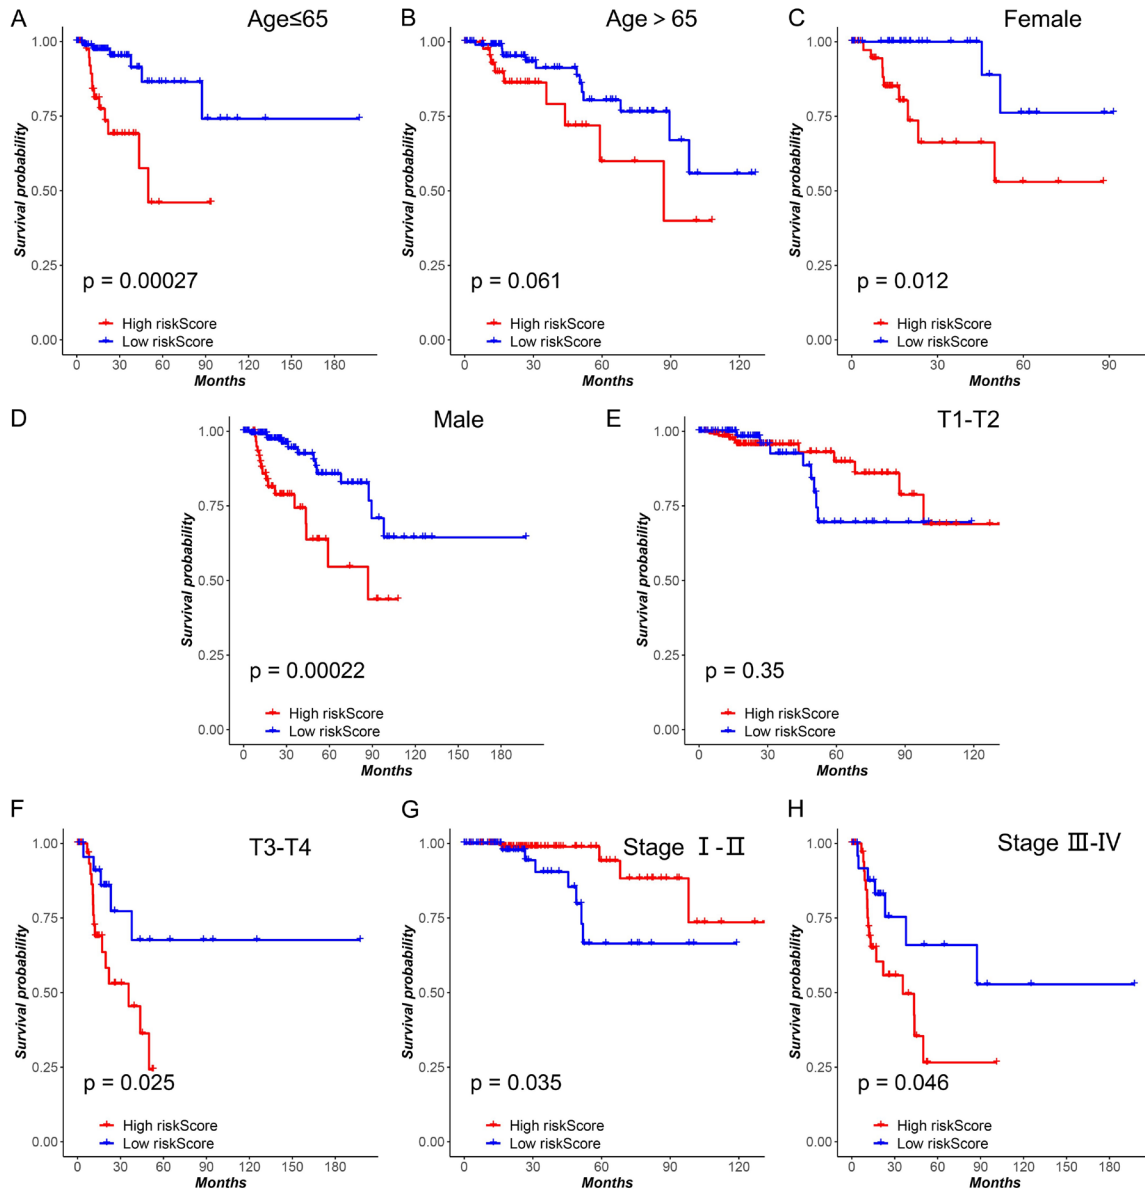 A Age≤65
1.00
0.75
0.50
0.25
0.00
Survival probability
p = 0.00027
High riskScore
Low riskScore
0 30 60 90 120 150 180
Months
B Age > 65
1.00
0.75
0.50
0.25
0.00
Survival probability
p = 0.061
High riskScore
Low riskScore
0 30 60 90 120
Months
C Female
1.00
0.75
0.50
0.25
0.00
Survival probability
p = 0.012
High riskScore
Low riskScore
0 30 60 90
Months
D Male
1.00
0.75
0.50
0.25
0.00
Survival probability
p = 0.00022
High riskScore
Low riskScore
0 30 60 90 120 150 180
Months
E T1-T2
1.00
0.75
0.50
0.25
0.00
Survival probability
p = 0.35
High riskScore
Low riskScore
0 30 60 90 120
Months
F T3-T4
1.00
0.75
0.50
0.25
0.00
Survival probability
p = 0.025
High riskScore
Low riskScore
0 30 60 90 120 150 180
Months
G Stage Ⅰ-Ⅱ
1.00
0.75
0.50
0.25
0.00
Survival probability
p = 0.035
High riskScore
Low riskScore
0 30 60 90 120
Months
H Stage Ⅲ-Ⅳ
1.00
0.75
0.50
0.25
0.00
Survival probability
p = 0.046
High riskScore
Low riskScore
0 30 60 90 120 150 180
Months